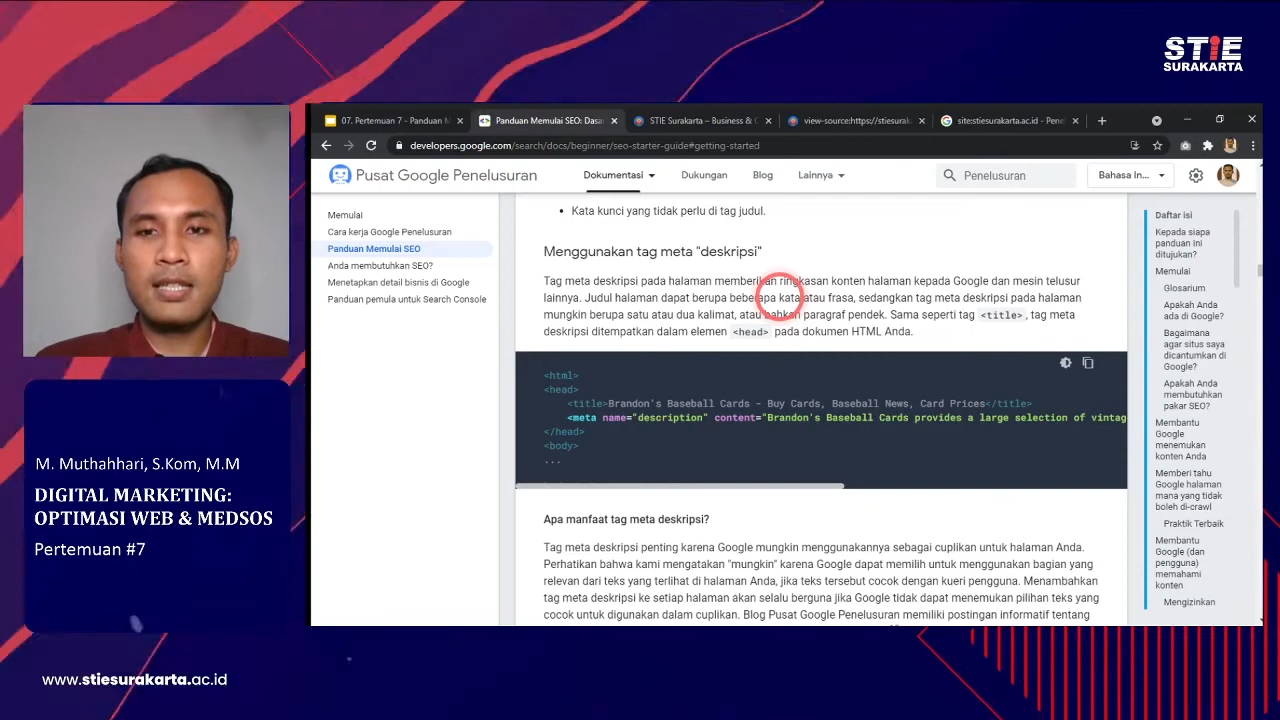 STIE
SURAKARTA
07. Pertemuan 7 - Panduan M
Panduan Memulai SEO: Dasa
STIE Surakarta – Business & C
view-source:https://stiesurak
site:stiesurakarta.ac.id - Pene
developers.google.com/search/docs/beginner/seo-starter-guide#getting-started
Pusat Google Penelusuran
Dokumentasi
Dukungan
Blog
Lainnya
Penelusuran
Bahasa In...
Memulai
Cara kerja Google Penelusuran
Panduan Memulai SEO
Anda membutuhkan SEO?
Menetapkan detail bisnis di Google
Panduan pemula untuk Search Console
• Kata kunci yang tidak perlu di tag judul.
Menggunakan tag meta "deskripsi"
Tag meta deskripsi pada halaman memberikan ringkasan konten halaman kepada Google dan mesin telusur
lainnya. Judul halaman dapat berupa beberapa kata atau frasa, sedangkan tag meta deskripsi pada halaman
mungkin berupa satu atau dua kalimat, atau bahkan paragraf pendek. Sama seperti tag <title>, tag meta
deskripsi ditempatkan dalam elemen <head> pada dokumen HTML Anda.
<html>
<head>
<title>Brandon's Baseball Cards - Buy Cards, Baseball News, Card Prices</title>
<meta name="description" content="Brandon's Baseball Cards provides a large selection of vintag
</head>
<body>
...
Apa manfaat tag meta deskripsi?
Tag meta deskripsi penting karena Google mungkin menggunakannya sebagai cuplikan untuk halaman Anda.
Perhatikan bahwa kami mengatakan "mungkin" karena Google dapat memilih untuk menggunakan bagian yang
relevan dari teks yang terlihat di halaman Anda, jika teks tersebut cocok dengan kueri pengguna. Menambahkan
tag meta deskripsi ke setiap halaman akan selalu berguna jika Google tidak dapat menemukan pilihan teks yang
cocok untuk digunakan dalam cuplikan. Blog Pusat Google Penelusuran memiliki postingan informatif tentang
Daftar isi
Kepada siapa
panduan ini
ditujukan?
Memulai
Glosarium
Apakah Anda
ada di Google?
Bagaimana
agar situs saya
dicantumkan di
Google?
Apakah Anda
membutuhkan
pakar SEO?
Membantu
Google
menemukan
konten Anda
Memberi tahu
Google halaman
mana yang tidak
boleh di-crawl
Praktik Terbaik
Membantu
Google (dan
pengguna)
memahami
konten
Mengizinkan
M. Muthahhari, S.Kom, M.M
DIGITAL MARKETING:
OPTIMASI WEB & MEDSOS
Pertemuan #7
www.stiesurakarta.ac.id